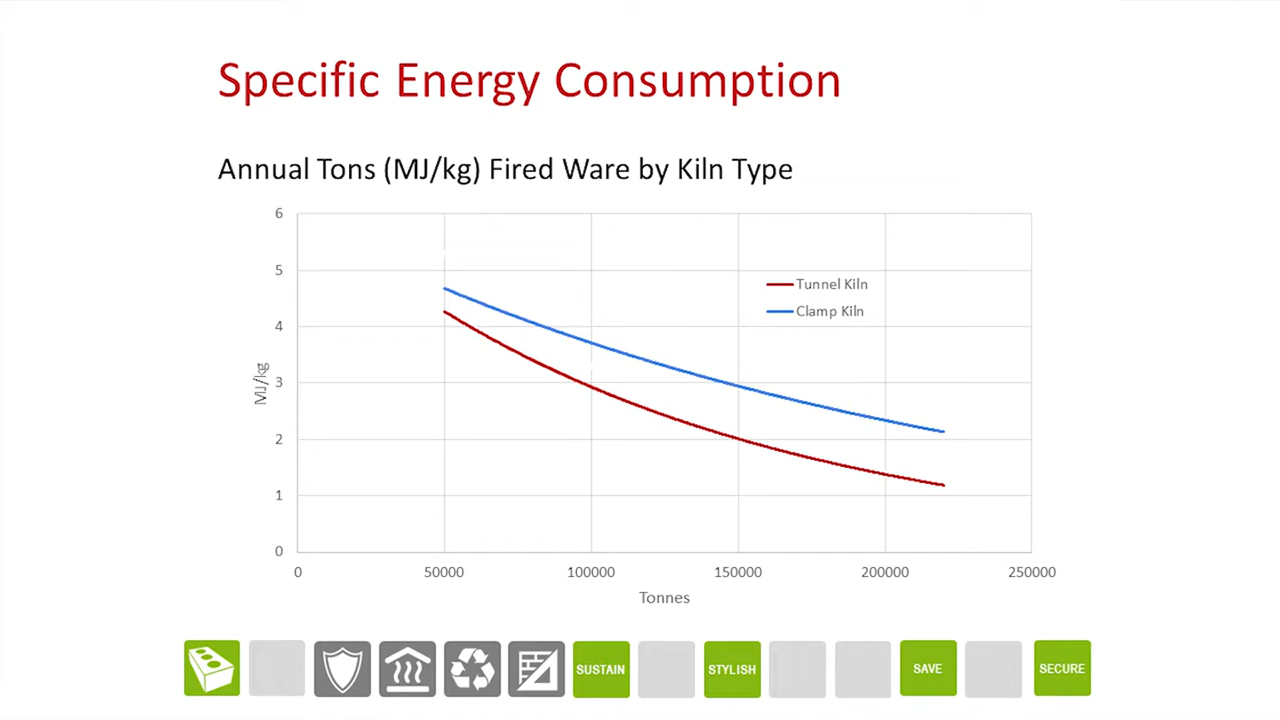 Specific Energy Consumption
Annual Tons (MJ/kg) Fired Ware by Kiln Type
6
5
4
3
2
1
0
MJ/kg
Tunnel Kiln
Clamp Kiln
0 50000 100000 150000 200000 250000
Tonnes
SUSTAIN STYLISH SAVE SECURE